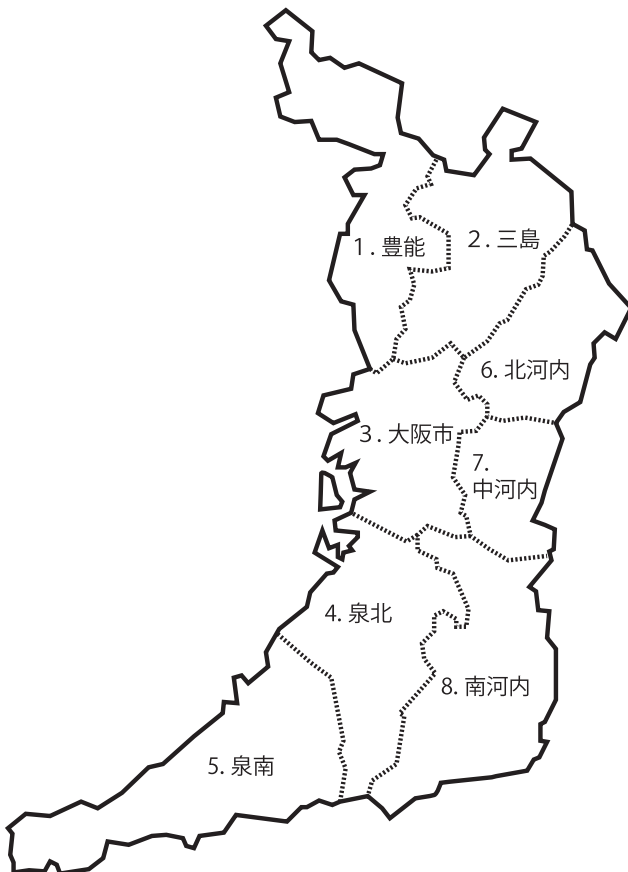 1. 豊能
2. 三島
6. 北河内
3. 大阪市
7.
中河内
4. 泉北
8. 南河内
5. 泉南